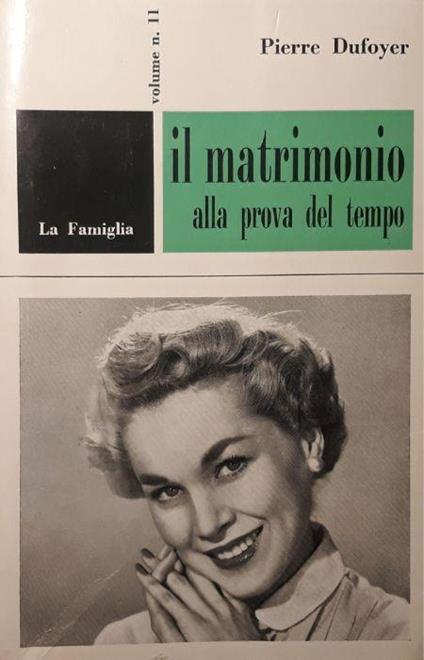 volume n. 11
Pierre Dufoyer
il matrimonio
alla prova del tempo
La Famiglia